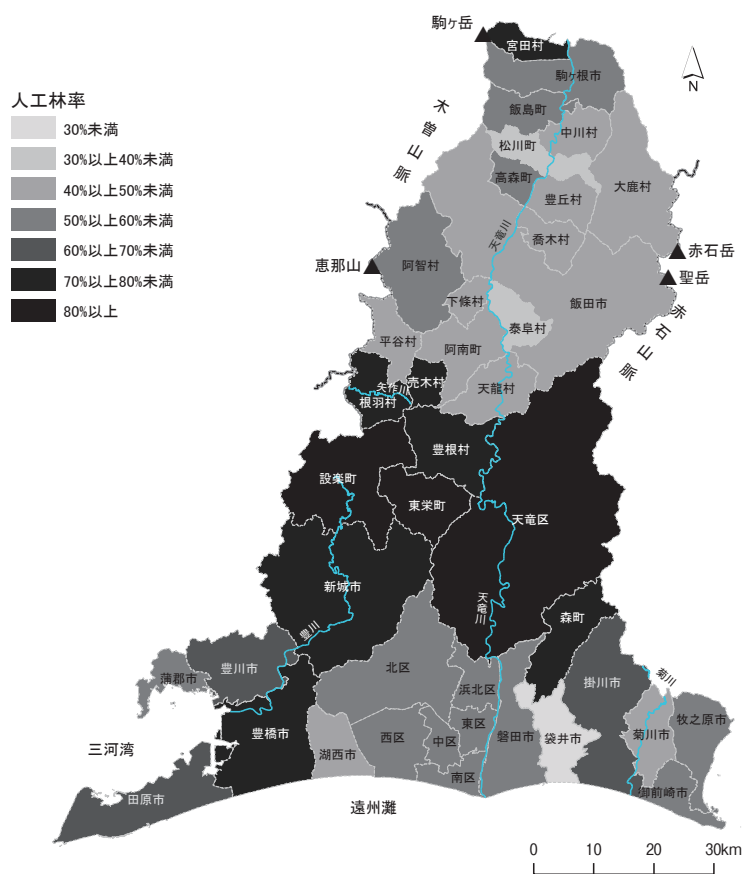 駒ヶ岳
宮田村
N
駒ヶ根市
人工林率
30%未満
30%以上40%未満
40%以上50%未満
50%以上60%未満
60%以上70%未満
70%以上80%未満
80%以上
木曽山脈
飯島町
中川村
松川町
高森町
大鹿村
豊丘村
天竜川
喬木村
赤石岳
聖岳
恵那山
阿智村
下條村
飯田市
泰阜村
赤石山脈
平谷村
阿南町
売木村
天龍村
矢作川
根羽村
豊根村
設楽町
東栄町
天竜区
新城市
天竜川
森町
豊川
豊川市
蒲郡市
北区
浜北区
掛川市
菊川
牧之原市
豊橋市
湖西市
西区
中区
東区
磐田市
袋井市
菊川市
三河湾
南区
田原市
御前崎市
遠州灘
0 10 20 30km